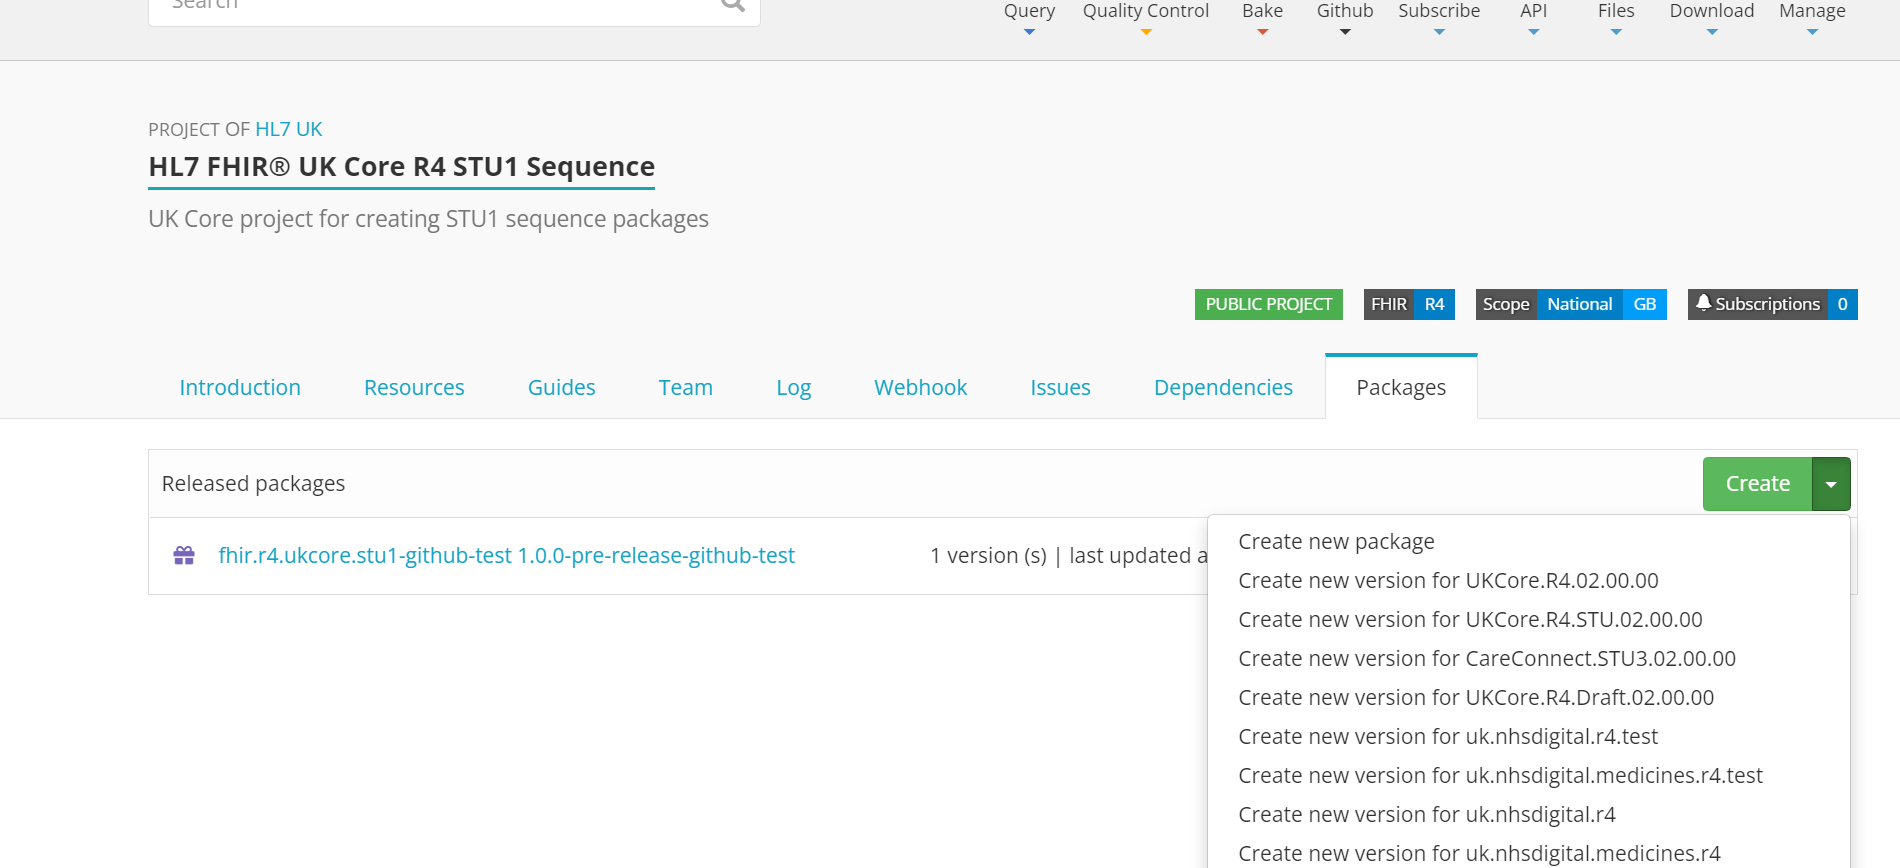 Search
Query Quality Control Bake Github Subscribe API Files Download Manage
PROJECT OF HL7 UK
HL7 FHIR® UK Core R4 STU1 Sequence
UK Core project for creating STU1 sequence packages
PUBLIC PROJECT FHIR R4 Scope National GB Subscriptions 0
Introduction Resources Guides Team Log Webhook Issues Dependencies Packages
Released packages Create
fhir.r4.ukcore.stu1-github-test 1.0.0-pre-release-github-test 1 version (s) | last updated a
Create new package
Create new version for UKCore.R4.02.00.00
Create new version for UKCore.R4.STU.02.00.00
Create new version for CareConnect.STU3.02.00.00
Create new version for UKCore.R4.Draft.02.00.00
Create new version for uk.nhsdigital.r4.test
Create new version for uk.nhsdigital.medicines.r4.test
Create new version for uk.nhsdigital.r4
Create new version for uk.nhsdigital.medicines.r4